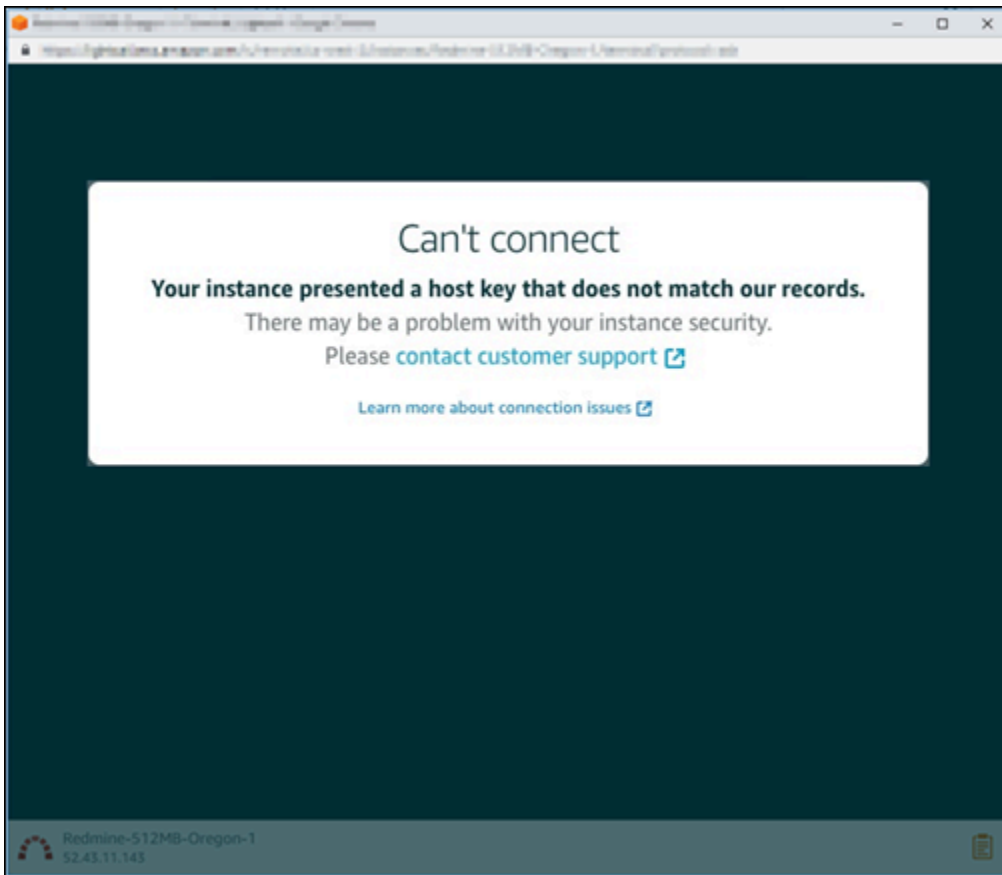 Can't connect
Your instance presented a host key that does not match our records.
There may be a problem with your instance security.
Please contact customer support
Learn more about connection issues
Redmine-512MB-Oregon-1
52.43.11.143